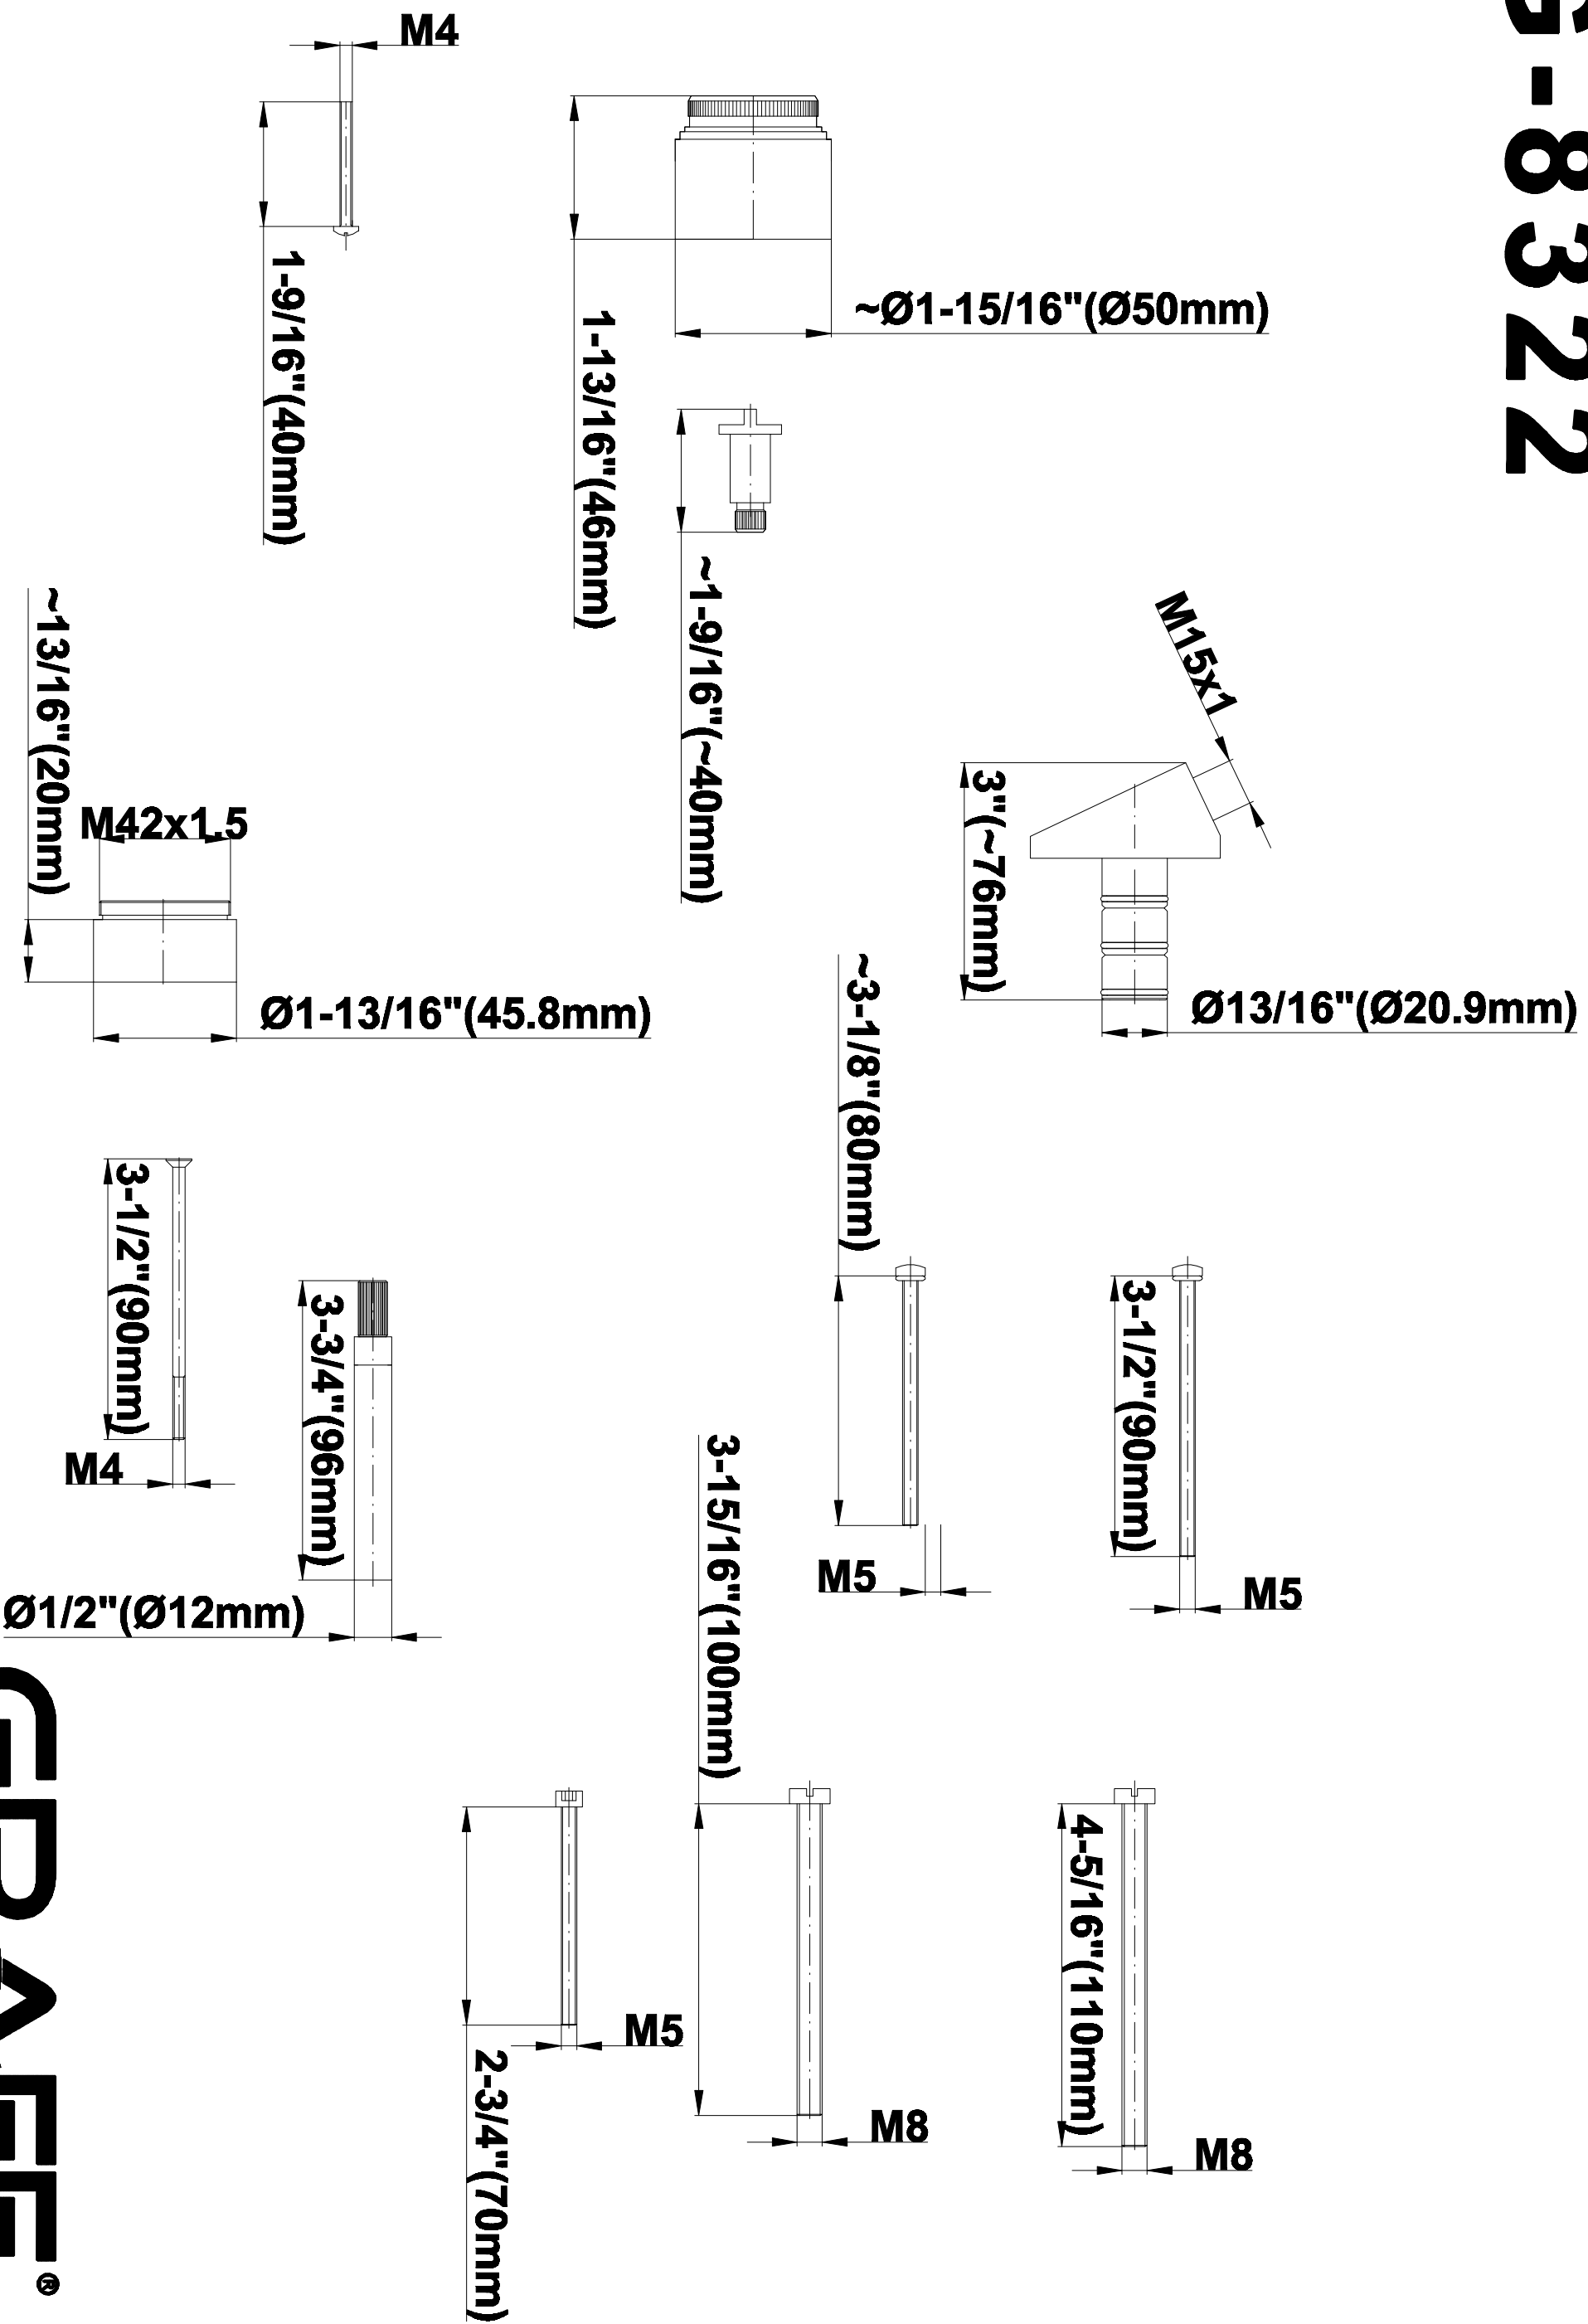 G-8322
M4
1-9/16"(40mm)
~Ø1-15/16"(Ø50mm)
1-13/16"(46mm)
~1-9/16"(~40mm)
M15x1
3"(~76mm)
Ø13/16"(Ø20.9mm)
~13/16"(20mm)
M42x1.5
Ø1-13/16"(45.8mm)
~3-1/8"(80mm)
M5
3-1/2"(90mm)
M5
3-1/2"(90mm)
M4
3-3/4"(96mm)
Ø1/2"(Ø12mm)
3-15/16"(100mm)
M8
4-5/16"(110mm)
M8
M5
2-3/4"(70mm)
GRAFF®